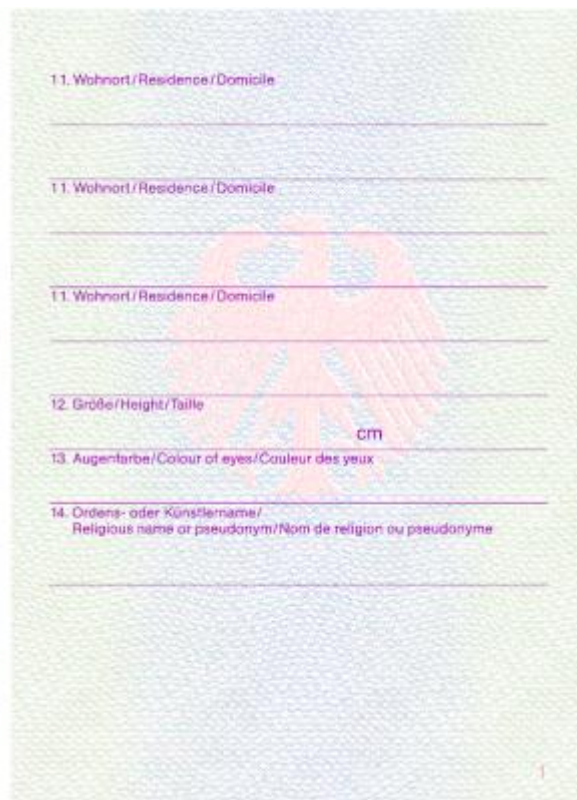 11. Wohnort/Residence/Domicile
11. Wohnort/Residence/Domicile
11. Wohnort/Residence/Domicile
12. Größe/Height/Taille
cm
13. Augenfarbe/Colour of eyes/Couleur des yeux
14. Ordens- oder Künstlername/
Religious name or pseudonym/Nom de religion ou pseudonyme
1